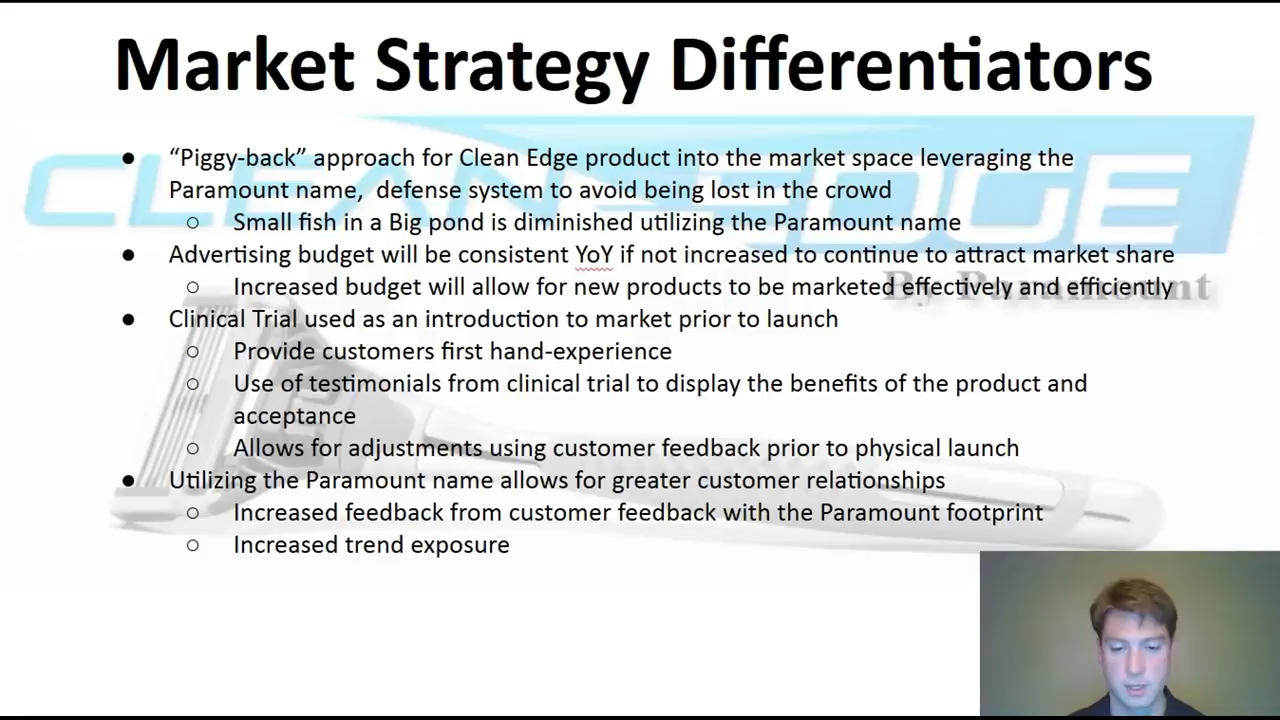 Market Strategy Differentiators
● “Piggy-back” approach for Clean Edge product into the market space leveraging the
Paramount name, defense system to avoid being lost in the crowd
○ Small fish in a Big pond is diminished utilizing the Paramount name
● Advertising budget will be consistent YoY if not increased to continue to attract market share
○ Increased budget will allow for new products to be marketed effectively and efficiently
● Clinical Trial used as an introduction to market prior to launch
○ Provide customers first hand-experience
○ Use of testimonials from clinical trial to display the benefits of the product and
acceptance
○ Allows for adjustments using customer feedback prior to physical launch
● Utilizing the Paramount name allows for greater customer relationships
○ Increased feedback from customer feedback with the Paramount footprint
○ Increased trend exposure
CLEAN EDGE
By Paramount